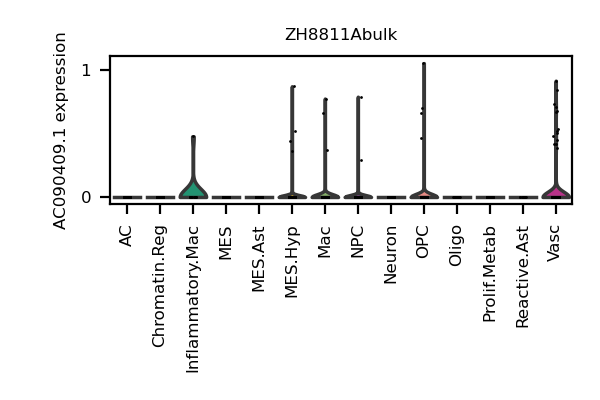 ZH8811Abulk
AC090409.1 expression
1
0
AC
Chromatin.Reg
Inflammatory.Mac
MES
MES.Ast
MES.Hyp
Mac
NPC
Neuron
OPC
Oligo
Prolif.Metab
Reactive.Ast
Vasc